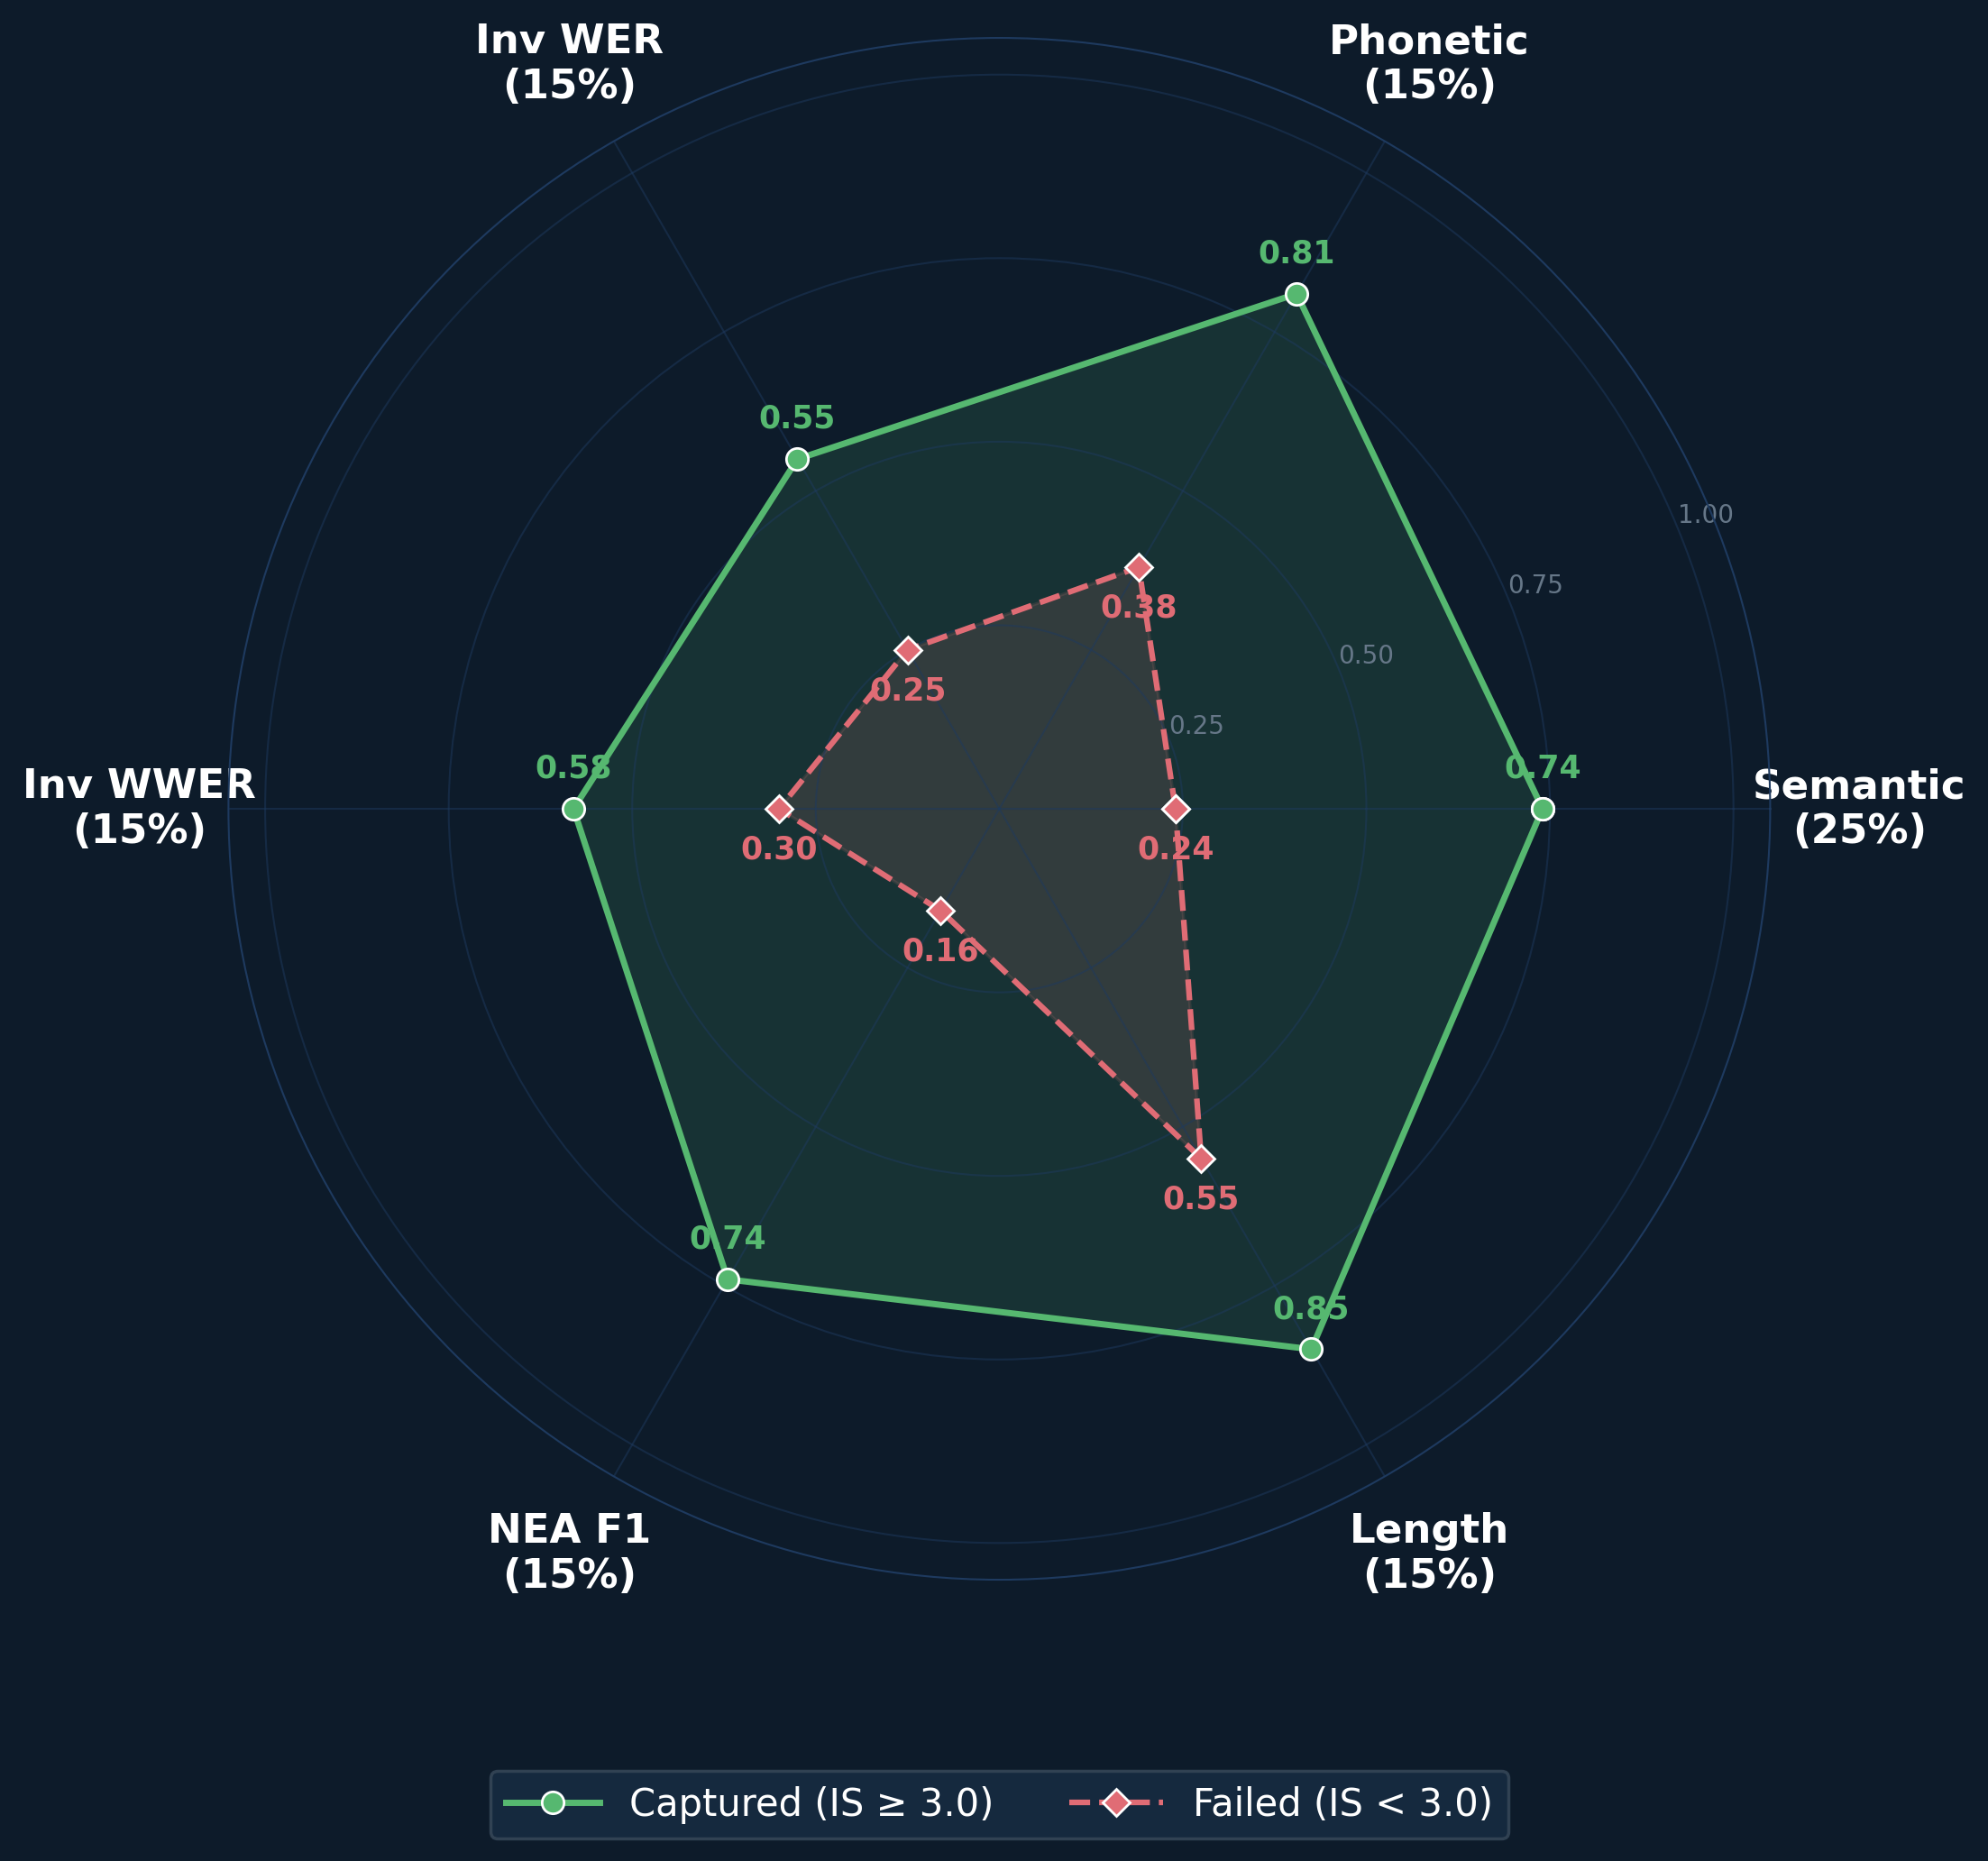 Inv WER
(15%)
Phonetic
(15%)
0.81
0.55
1.00
0.75
0.38
0.50
0.25
0.25
0.58
0.74
Inv WWER
(15%)
Semantic
(25%)
0.30
0.24
0.16
0.55
0.74
0.85
NEA F1
(15%)
Length
(15%)
Captured (IS ≥ 3.0)
Failed (IS < 3.0)